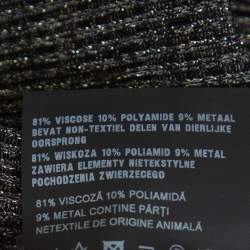 81% VISCOSE 10% POLYAMIDE 9% METAAL
BEVAT NON-TEXTIEL DELEN VAN DIERLIJKE
OORSPRONG
81% WISKOZA 10% POLIAMID 9% METAL
ZAWIERA ELEMENTY NIETEKSTYLNE
POCHODZENIA ZWIERZECEGO
81% VISCOZĂ 10% POLIAMIDĂ
9% METAL CONȚINE PĂRȚI
NETEXTILE DE ORIGINE ANIMALĂ